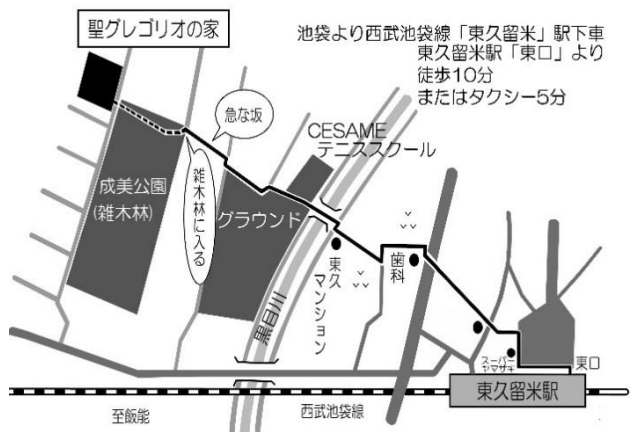 聖グレゴリオの家
池袋より西武池袋線「東久留米」駅下車
東久留米駅「東口」より
徒歩10分
またはタクシー5分
急な坂
CESAME
テニススクール
成美公園
(雑木林)
雑木林に入る
グラウンド
東久
マンション
歯科
黒目川
スーパー
ヤマザキ
東口
東久留米駅
至飯能
西武池袋線